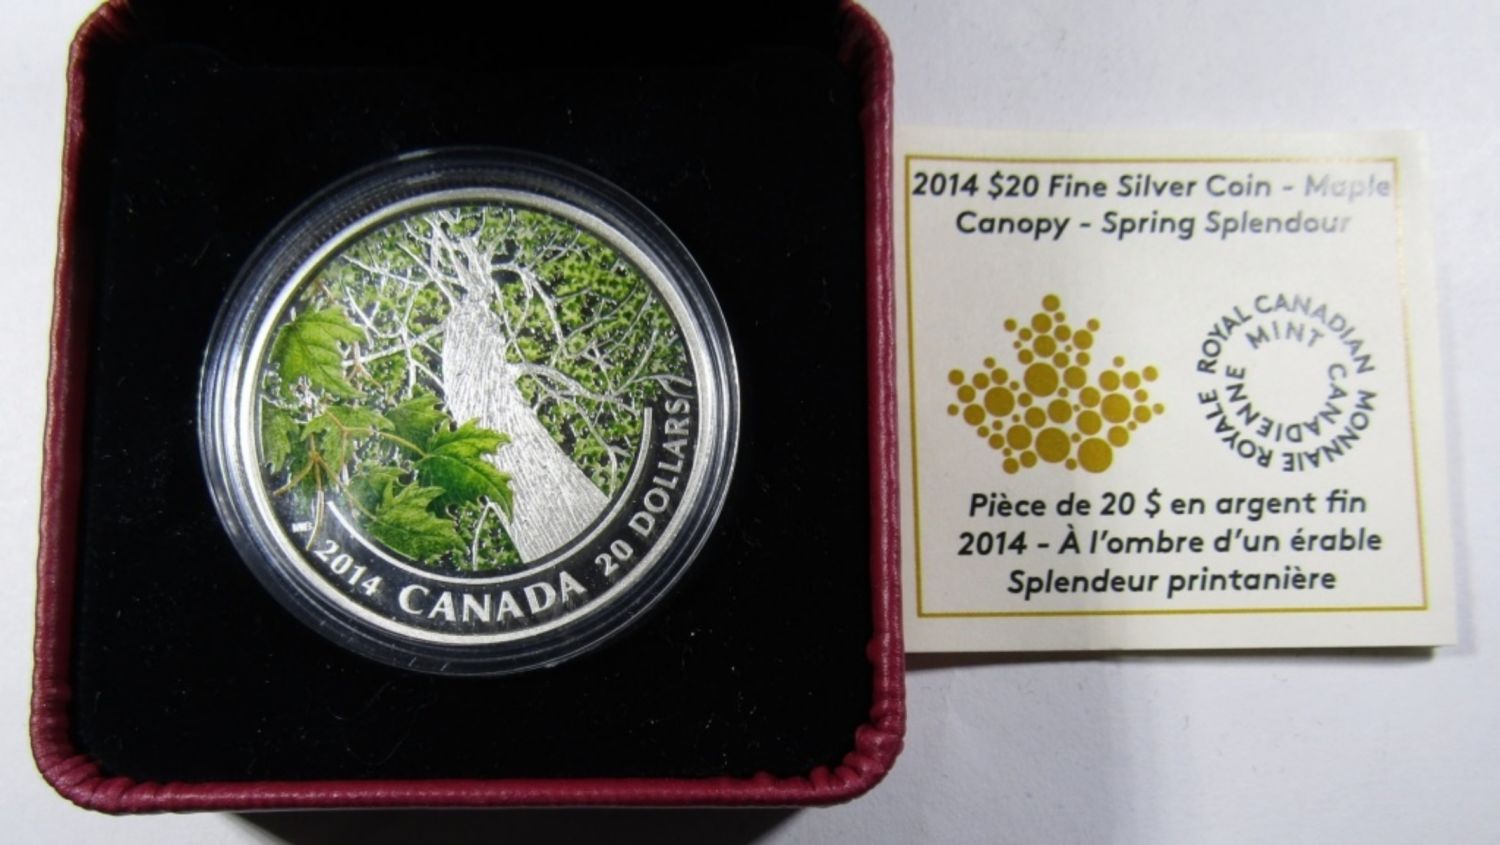 2014 CANADA 20 DOLLARS
2014 $20 Fine Silver Coin - Maple
Canopy - Spring Splendour
ROYAL CANADIAN MINT
MONNAIE ROYALE CANADIENNE
Pièce de 20 $ en argent fin
2014 - À l'ombre d'un érable
Splendeur printanière